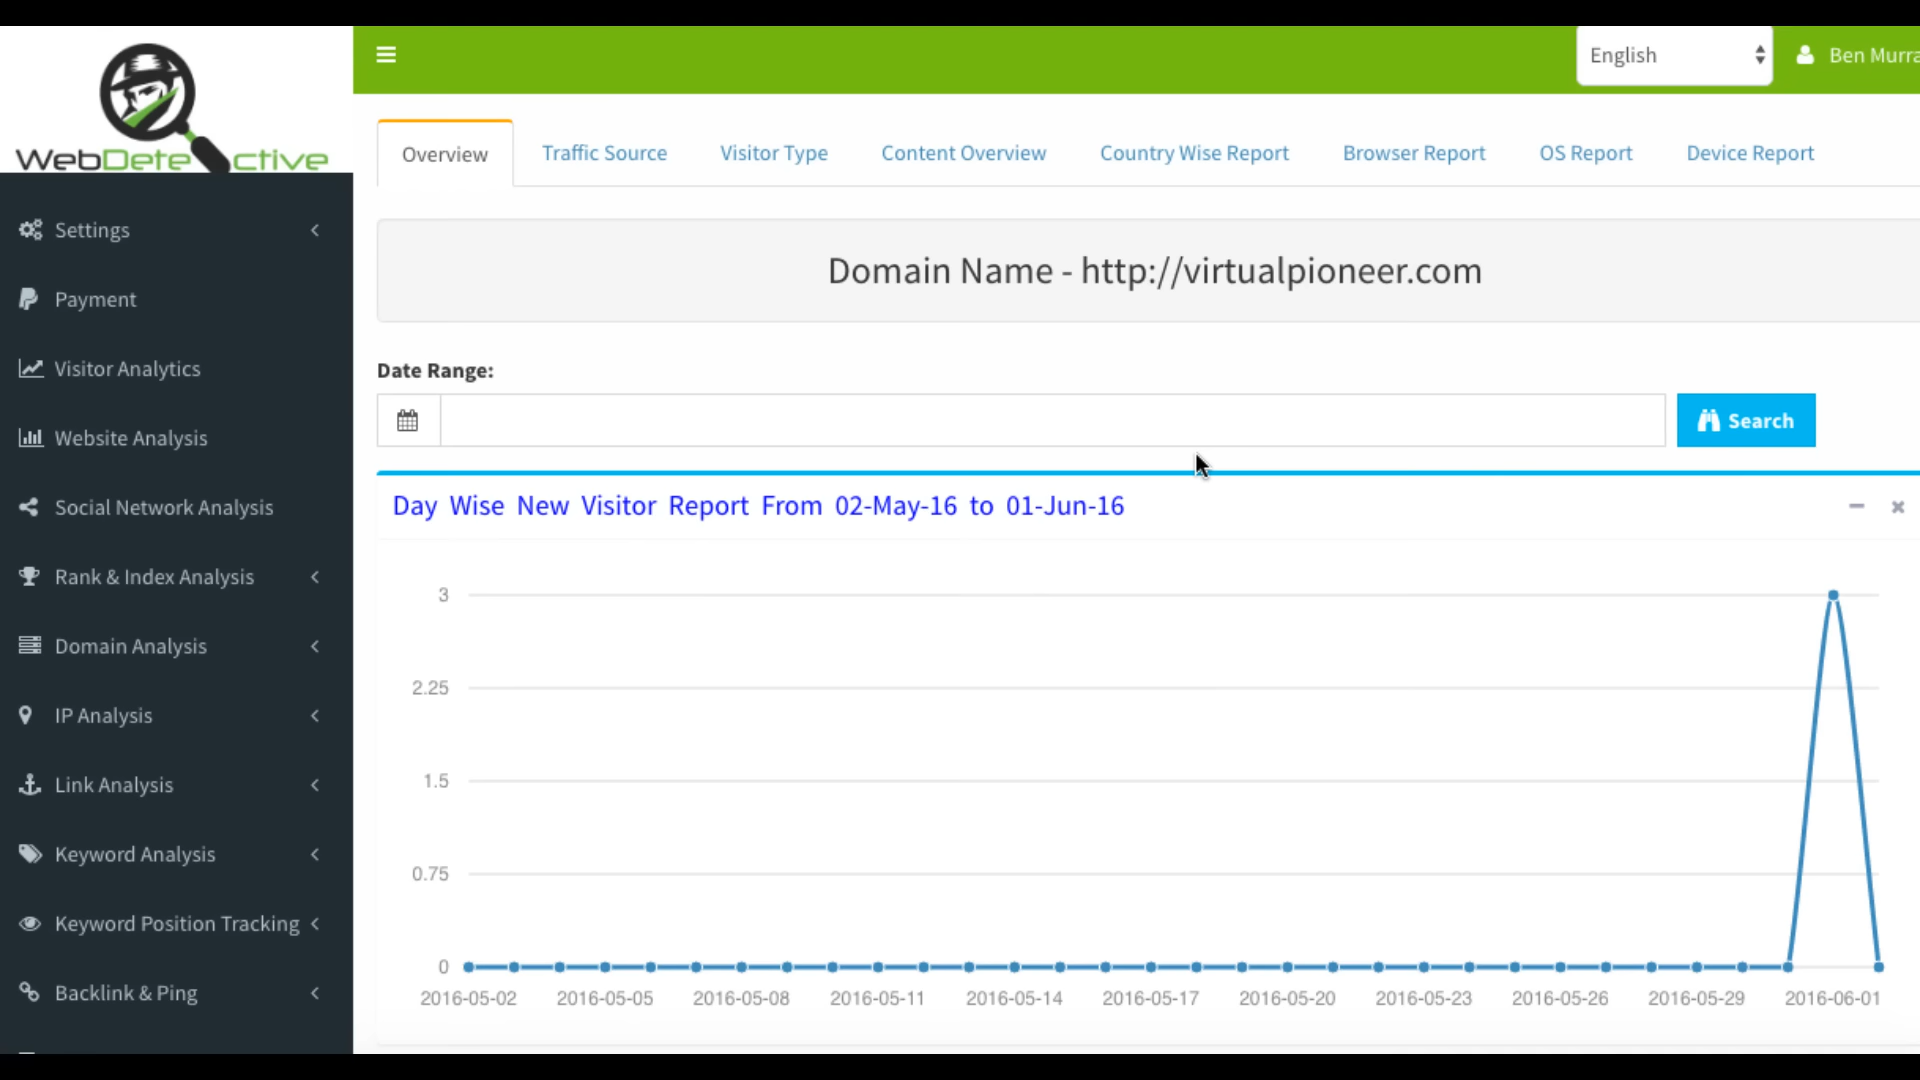 WebDetective
English
Ben Murra
Overview
Traffic Source
Visitor Type
Content Overview
Country Wise Report
Browser Report
OS Report
Device Report
Settings
Payment
Visitor Analytics
Website Analysis
Social Network Analysis
Rank & Index Analysis
Domain Analysis
IP Analysis
Link Analysis
Keyword Analysis
Keyword Position Tracking
Backlink & Ping
Domain Name - http://virtualpioneer.com
Date Range:
Search
Day Wise New Visitor Report From 02-May-16 to 01-Jun-16
3
2.25
1.5
0.75
0
2016-05-02 2016-05-05 2016-05-08 2016-05-11 2016-05-14 2016-05-17 2016-05-20 2016-05-23 2016-05-26 2016-05-29 2016-06-01